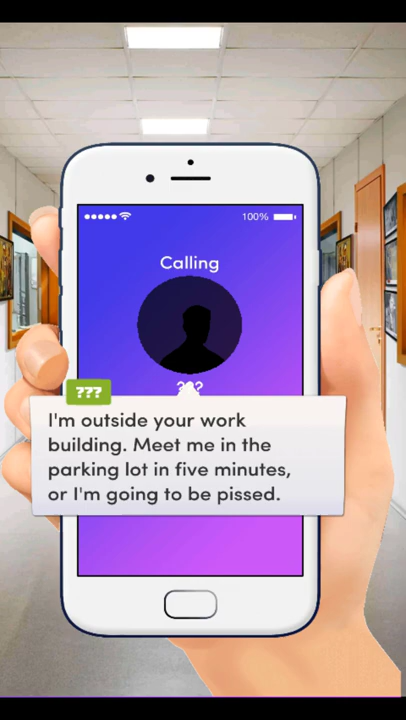 100%
Calling
???
???
I'm outside your work
building. Meet me in the
parking lot in five minutes,
or I'm going to be pissed.